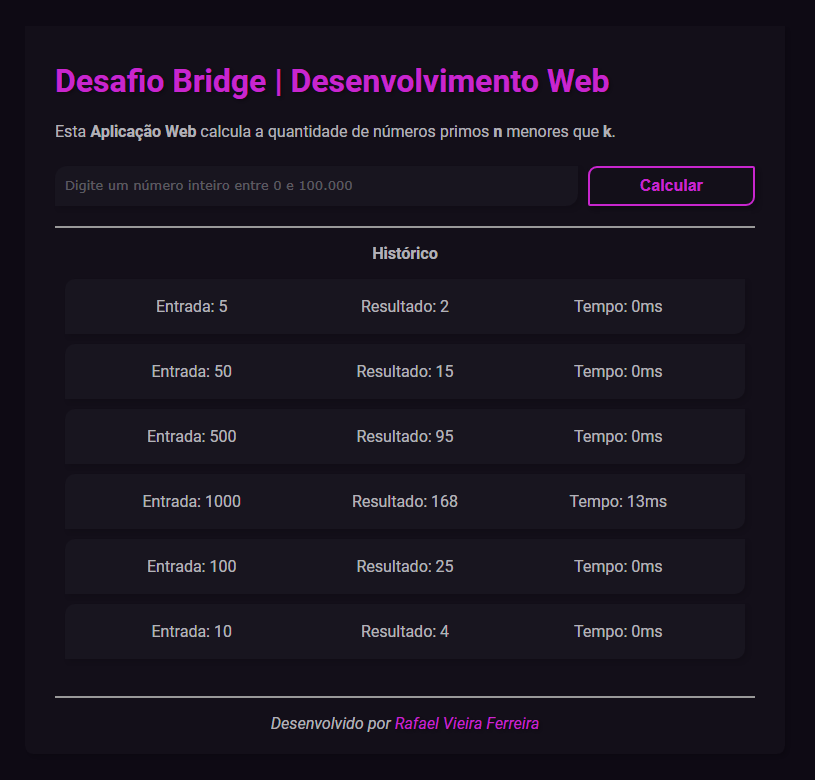 Desafio Bridge | Desenvolvimento Web
Esta Aplicação Web calcula a quantidade de números primos n menores que k.
Digite um número inteiro entre 0 e 100.000
Calcular
Histórico
Entrada: 5 Resultado: 2 Tempo: 0ms
Entrada: 50 Resultado: 15 Tempo: 0ms
Entrada: 500 Resultado: 95 Tempo: 0ms
Entrada: 1000 Resultado: 168 Tempo: 13ms
Entrada: 100 Resultado: 25 Tempo: 0ms
Entrada: 10 Resultado: 4 Tempo: 0ms
Desenvolvido por Rafael Vieira Ferreira